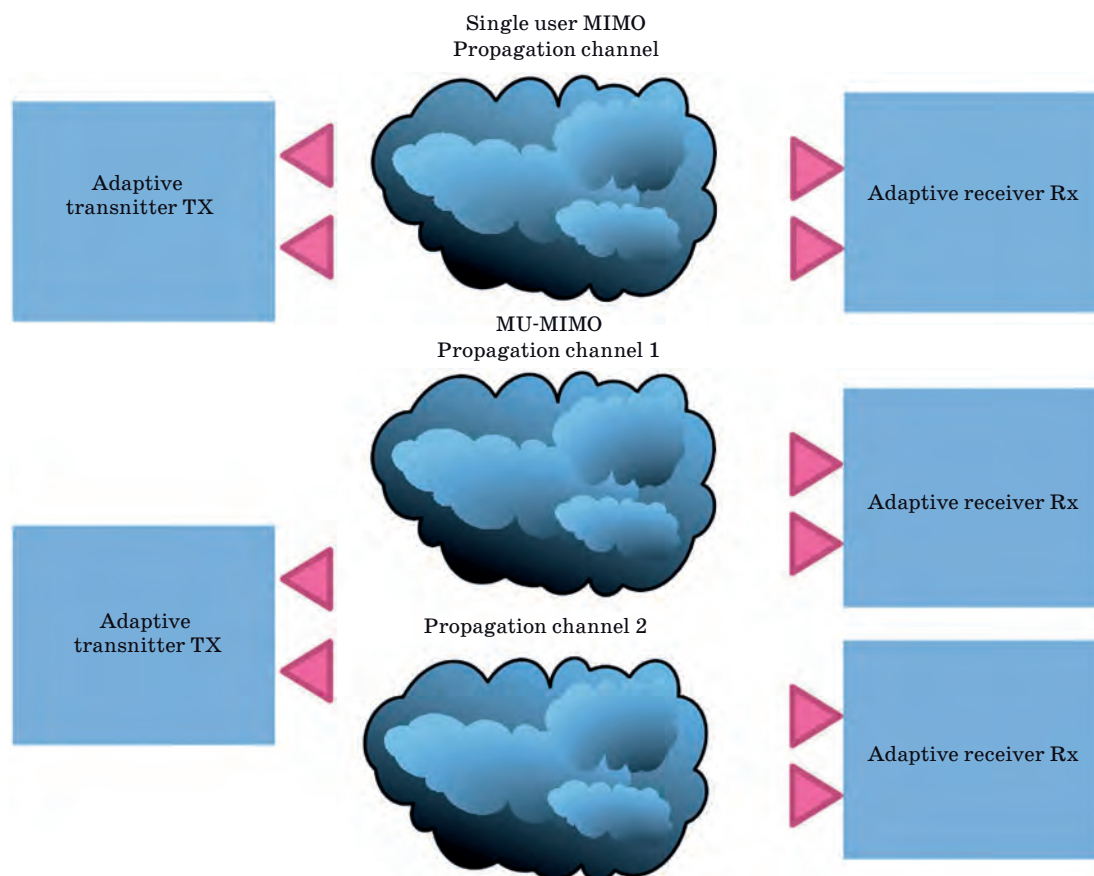 Single user MIMO
Propagation channel
Adaptive
transnitter TX
Adaptive receiver Rx
MU-MIMO
Propagation channel 1
Adaptive receiver Rx
Adaptive
transnitter TX
Propagation channel 2
Adaptive receiver Rx